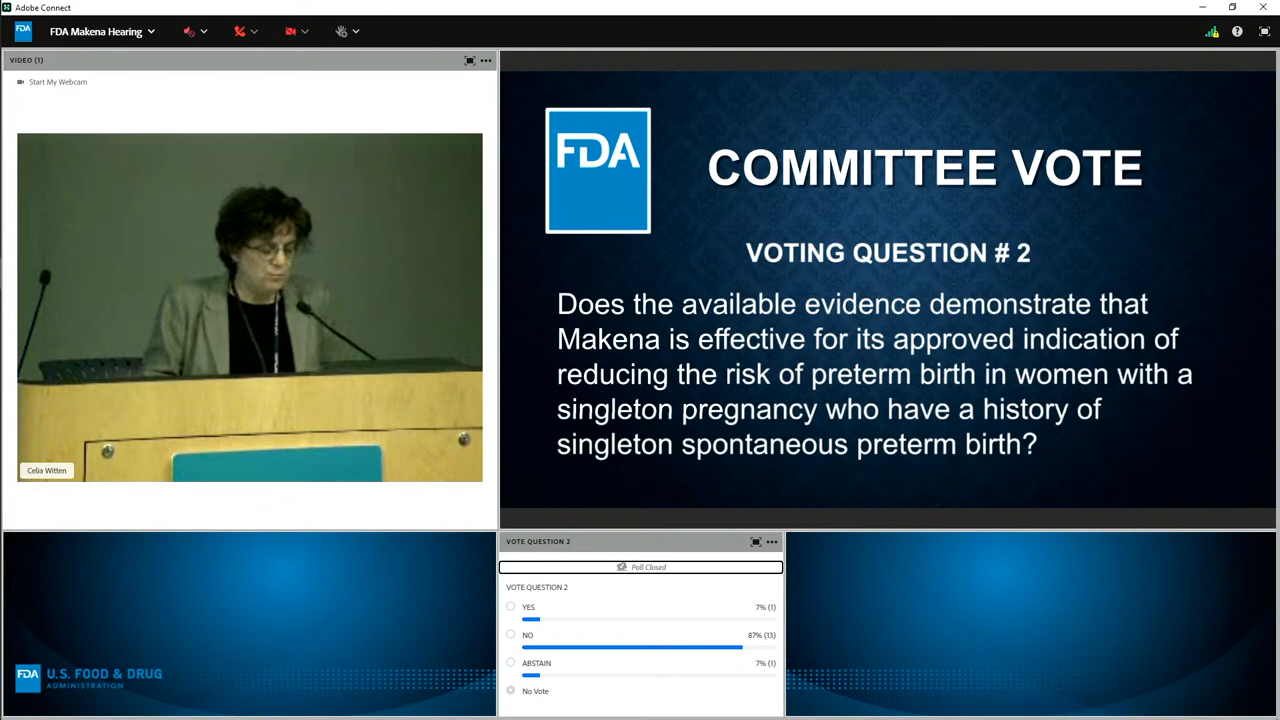 Adobe Connect
FDA
FDA Makena Hearing
VIDEO (1)
Start My Webcam
Celia Witten
FDA
COMMITTEE VOTE
VOTING QUESTION # 2
Does the available evidence demonstrate that
Makena is effective for its approved indication of
reducing the risk of preterm birth in women with a
singleton pregnancy who have a history of
singleton spontaneous preterm birth?
FDA
U.S. FOOD & DRUG
ADMINISTRATION
VOTE QUESTION 2
Poll Closed
VOTE QUESTION 2
YES 7% (1)
NO 87% (13)
ABSTAIN 7% (1)
No Vote